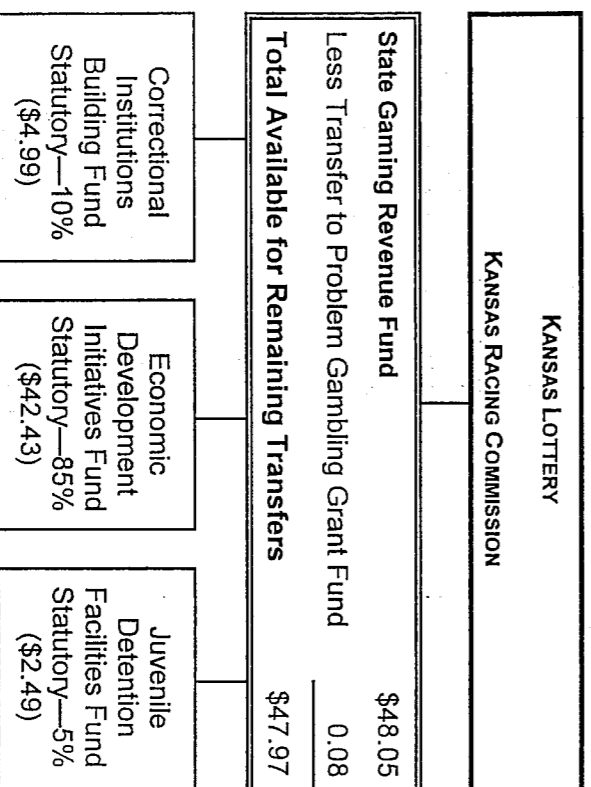 KANSAS LOTTERY
KANSAS RACING COMMISSION
State Gaming Revenue Fund $48.05
Less Transfer to Problem Gambling Grant Fund 0.08
Total Available for Remaining Transfers $47.97
Correctional
Institutions
Building Fund
Statutory—10%
($4.99)
Economic
Development
Initiatives Fund
Statutory—85%
($42.43)
Juvenile
Detention
Facilities Fund
Statutory—5%
($2.49)